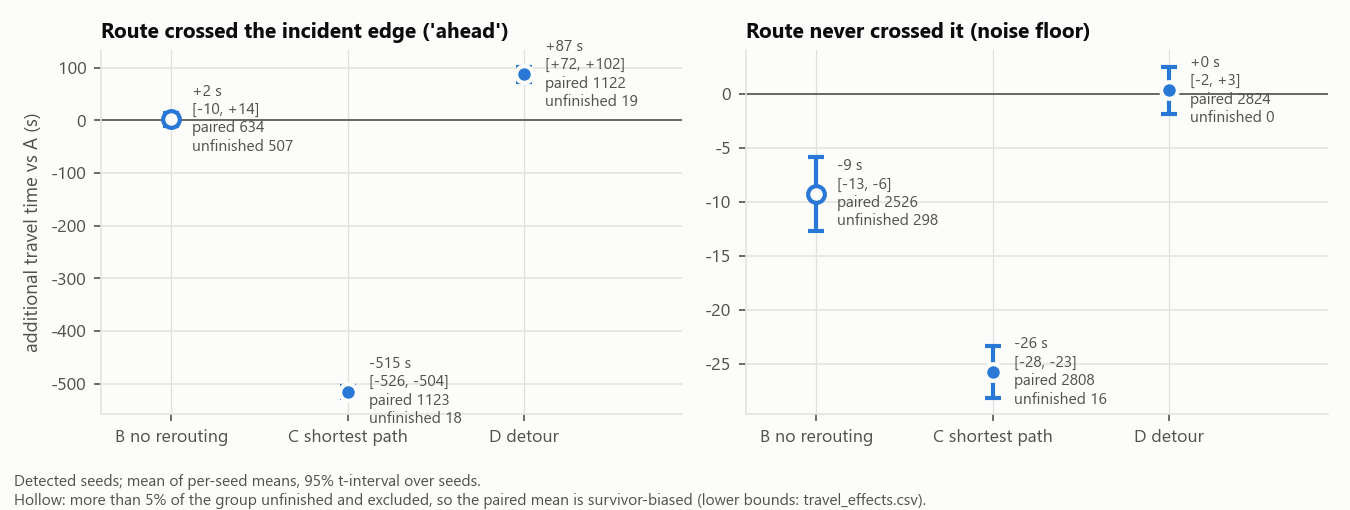 Route crossed the incident edge ('ahead')
additional travel time vs A (s)
100
0
-100
-200
-300
-400
-500
+2 s
[-10, +14]
paired 634
unfinished 507
-515 s
[-526, -504]
paired 1123
unfinished 18
+87 s
[+72, +102]
paired 1122
unfinished 19
B no rerouting
C shortest path
D detour
Route never crossed it (noise floor)
0
-5
-10
-15
-20
-25
-9 s
[-13, -6]
paired 2526
unfinished 298
-26 s
[-28, -23]
paired 2808
unfinished 16
+0 s
[-2, +3]
paired 2824
unfinished 0
B no rerouting
C shortest path
D detour
Detected seeds; mean of per-seed means, 95% t-interval over seeds.
Hollow: more than 5% of the group unfinished and excluded, so the paired mean is survivor-biased (lower bounds: travel_effects.csv).